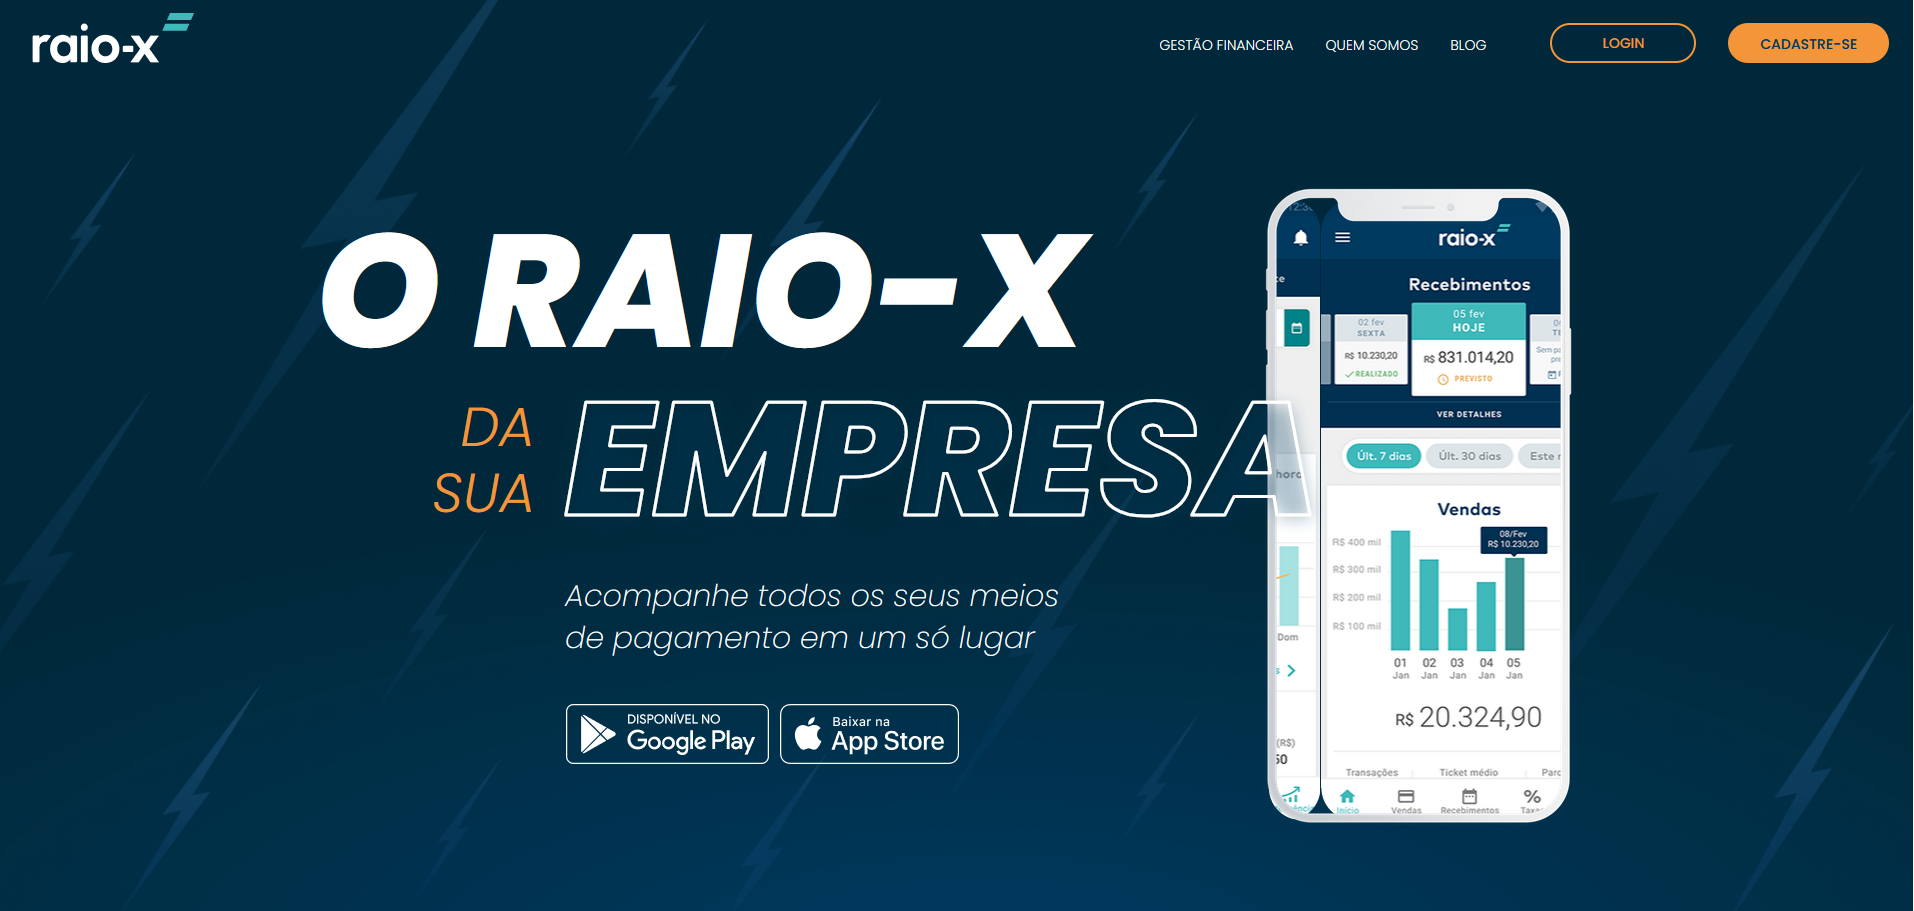 raio-x
GESTÃO FINANCEIRA
QUEM SOMOS
BLOG
LOGIN
CADASTRE-SE
O RAIO-X
DA
SUA
EMPRESA
Acompanhe todos os seus meios
de pagamento em um só lugar
DISPONÍVEL NO
Google Play
Baixar na
App Store
raio-x
Recebimentos
02 fev
SEXTA
R$ 10.230,20
REALIZADO
05 fev
HOJE
R$ 831.014,20
PREVISTO
VER DETALHES
Últ. 7 dias
Últ. 30 dias
Este
Vendas
08/Fev
R$ 10.230,20
R$ 400 mil
R$ 300 mil
R$ 200 mil
R$ 100 mil
01 02 03 04 05
Jan Jan Jan Jan Jan
R$ 20.324,90
Transações
Ticket médio
Dom
(R$)
50
Início
Vendas
Recebimentos